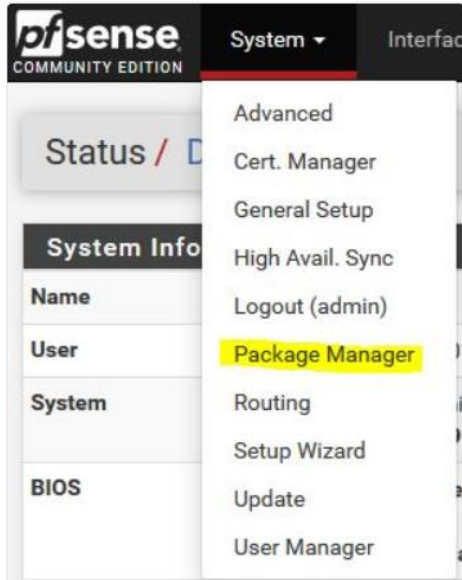 pfsense
COMMUNITY EDITION
System
Interfac
Status / D
Advanced
Cert. Manager
General Setup
High Avail. Sync
Logout (admin)
Package Manager
Routing
Setup Wizard
Update
User Manager
System Info
Name
User
System
BIOS